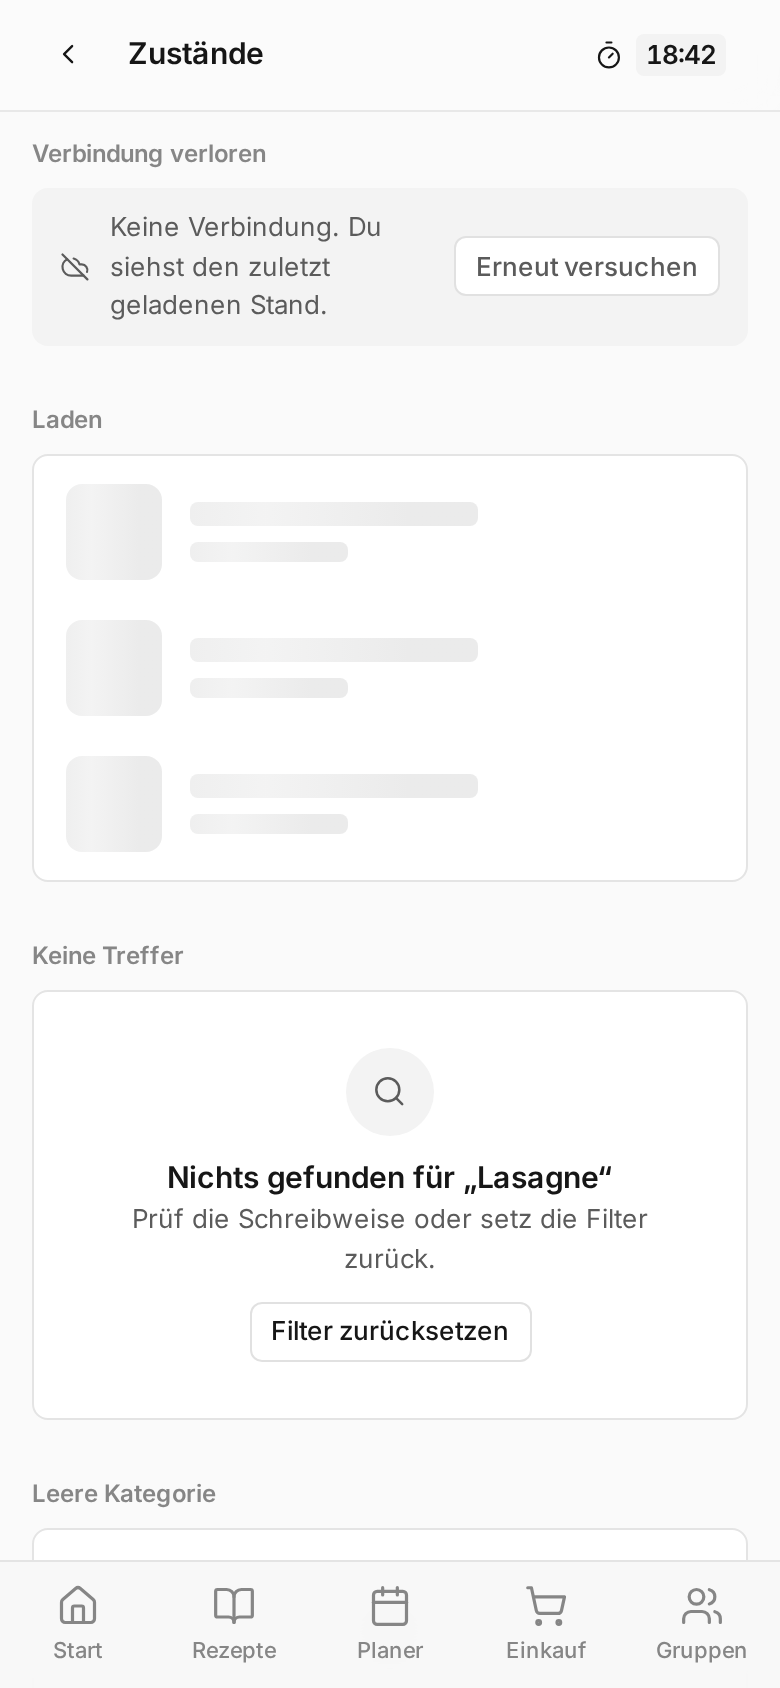 Zustände
18:42
Verbindung verloren
Keine Verbindung. Du
siehst den zuletzt
geladenen Stand.
Erneut versuchen
Laden
Keine Treffer
Nichts gefunden für „Lasagne“
Prüf die Schreibweise oder setz die Filter
zurück.
Filter zurücksetzen
Leere Kategorie
Start
Rezepte
Planer
Einkauf
Gruppen